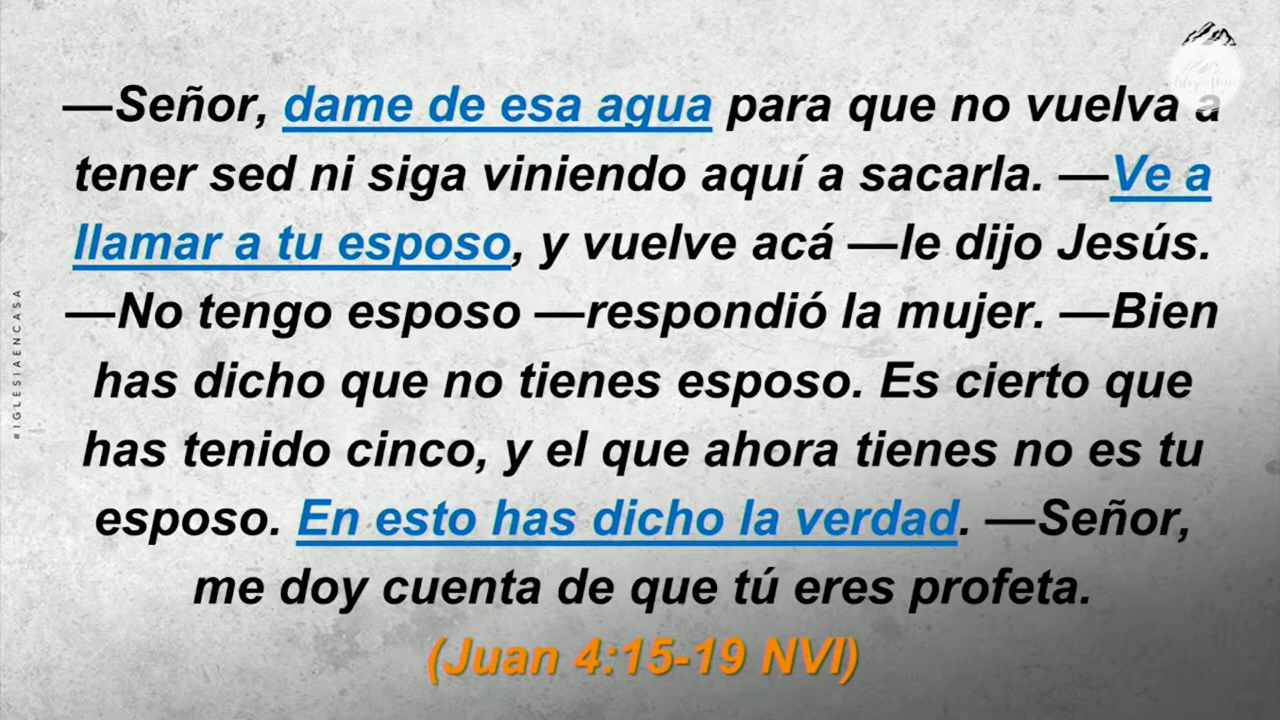 —Señor, dame de esa agua para que no vuelva a
tener sed ni siga viniendo aquí a sacarla. —Ve a
llamar a tu esposo, y vuelve acá —le dijo Jesús.
—No tengo esposo —respondió la mujer. —Bien
has dicho que no tienes esposo. Es cierto que
has tenido cinco, y el que ahora tienes no es tu
esposo. En esto has dicho la verdad. —Señor,
me doy cuenta de que tú eres profeta.
(Juan 4:15-19 NVI)
#IGLESIAENCASA